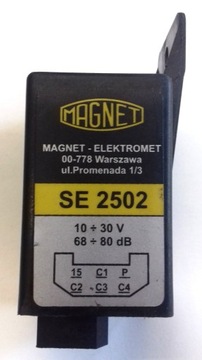 MAGNET
MAGNET - ELEKTROMET
00-778 Warszawa
ul.Promenada 1/3
SE 2502
10 ÷ 30 V
68 ÷ 80 dB
15 C1 P
C2 C3 C4